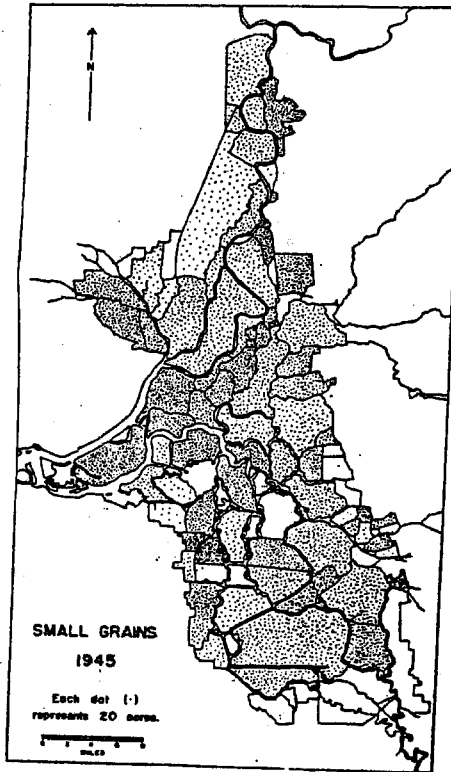 N
SMALL GRAINS
1945
Each dot (·)
represents 20 acres.
MILES